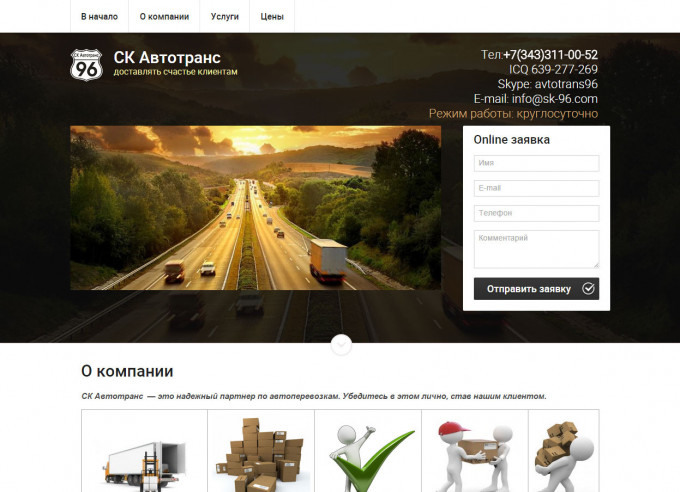 В начало
О компании
Услуги
Цены
СК Автотранс
96
СК Автотранс
доставлять счастье клиентам
Тел:+7(343)311-00-52
ICQ 639-277-269
Skype: avtotrans96
E-mail: info@sk-96.com
Режим работы: круглосуточно
Online заявка
Имя
E-mail
Телефон
Комментарий
Отправить заявку
О компании
СК Автотранс — это надежный партнер по автоперевозкам. Убедитесь в этом лично, став нашим клиентом.